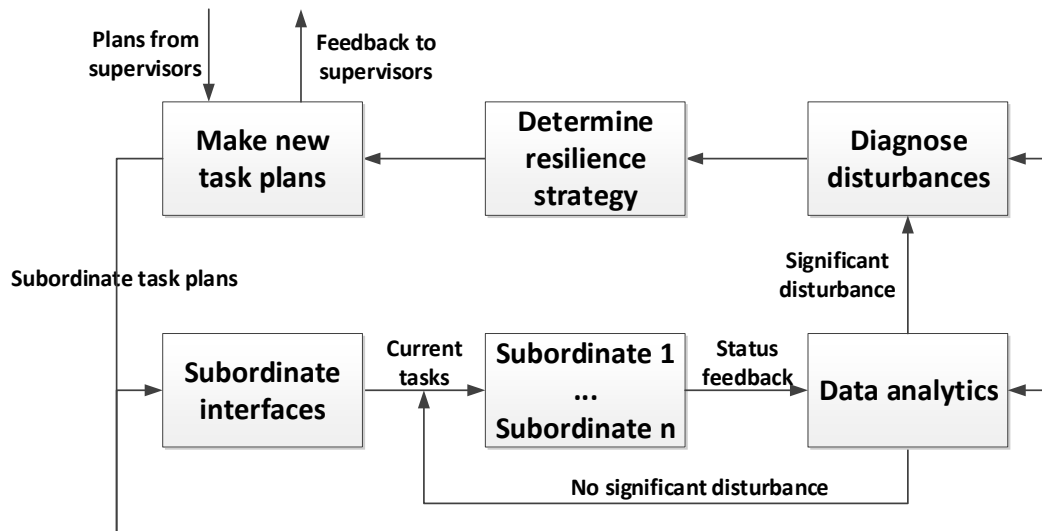 Plans from
supervisors
Feedback to
supervisors
Make new
task plans
Determine
resilience
strategy
Diagnose
disturbances
Subordinate task plans
Significant
disturbance
Subordinate
interfaces
Current
tasks
Subordinate 1
...
Subordinate n
Status
feedback
Data analytics
No significant disturbance